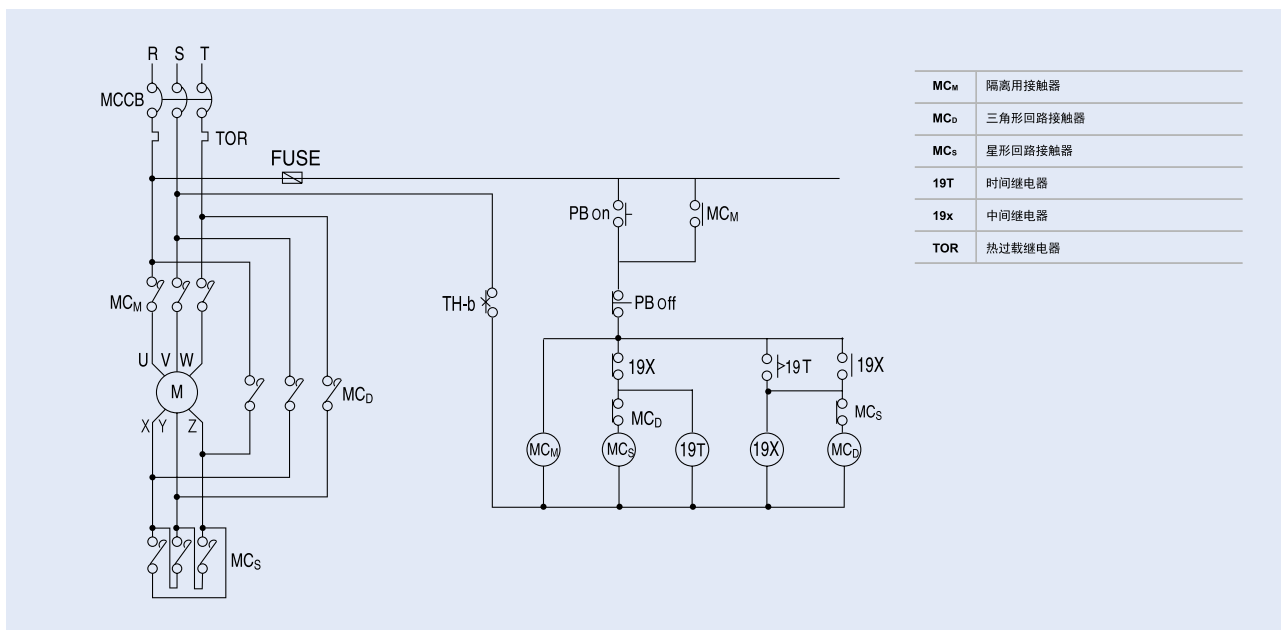 R S T
MCCB
TOR
FUSE
PB on
MCM
MCM
TH-b
PB off
U V W
M
19X
19T
19X
MCD
X Y Z
MCD
MCS
MCM
MCS
19T
19X
MCD
MCS
MCM 隔离用接触器
MCD 三角形回路接触器
MCS 星形回路接触器
19T 时间继电器
19x 中间继电器
TOR 热过载继电器